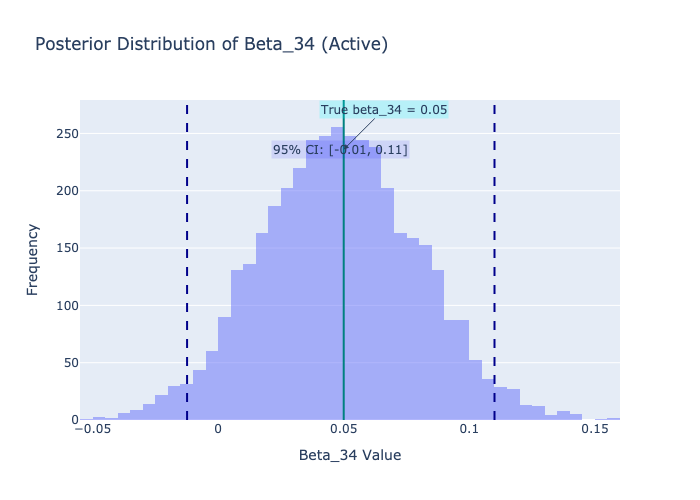 Posterior Distribution of Beta_34 (Active)
True beta_34 = 0.05
95% CI: [-0.01, 0.11]
250
200
150
100
50
0
Frequency
−0.05
0
0.05
0.1
0.15
Beta_34 Value